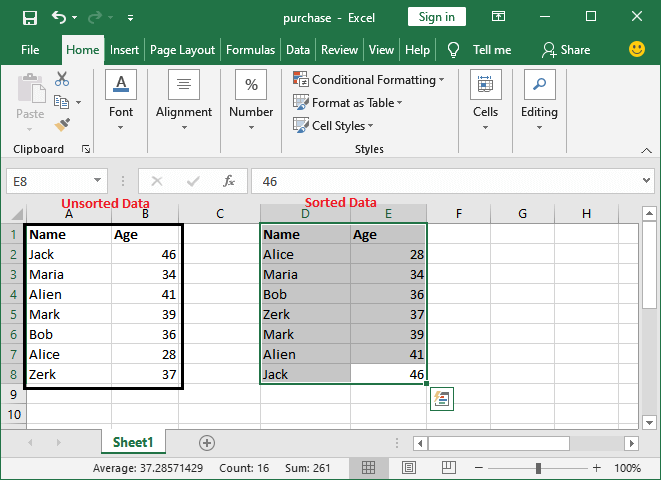 purchase - Excel Sign in
File Home Insert Page Layout Formulas Data Review View Help Tell me Share
Paste
Clipboard
A
Font
Alignment
%
Number
Conditional Formatting
Format as Table
Cell Styles
Styles
Cells
Editing
E8 fx 46
Unsorted Data Sorted Data
A B C D E F G H
1 Name Age Name Age
2 Jack 46 Alice 28
3 Maria 34 Maria 34
4 Alien 41 Bob 36
5 Mark 39 Zerk 37
6 Bob 36 Mark 39
7 Alice 28 Alien 41
8 Zerk 37 Jack 46
9
10
Sheet1
Average: 37.28571429 Count: 16 Sum: 261 100%